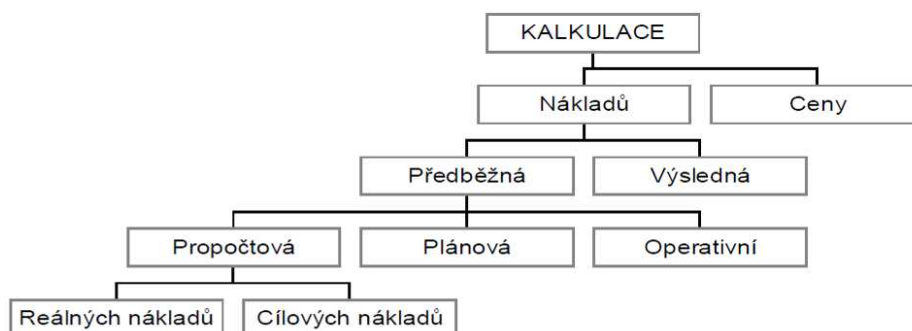 KALKULACE
Nákladů
Ceny
Předběžná
Výsledná
Propočtová
Plánová
Operativní
Reálných nákladů
Cílových nákladů